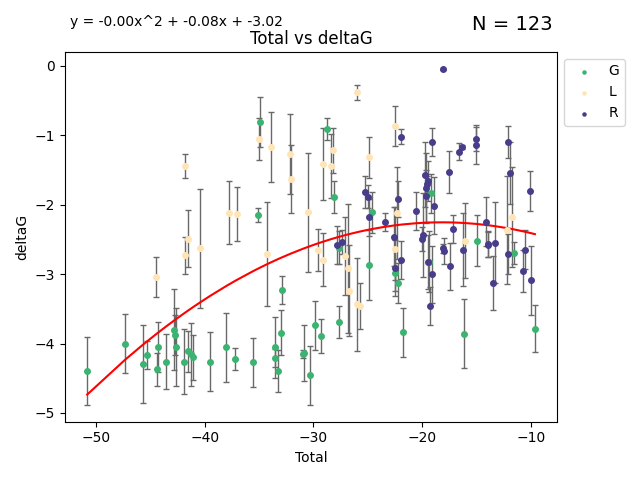 y = -0.00x^2 + -0.08x + -3.02
N = 123
Total vs deltaG
G
L
R
deltaG
0
−1
−2
−3
−4
−5
−50
−40
−30
−20
−10
Total